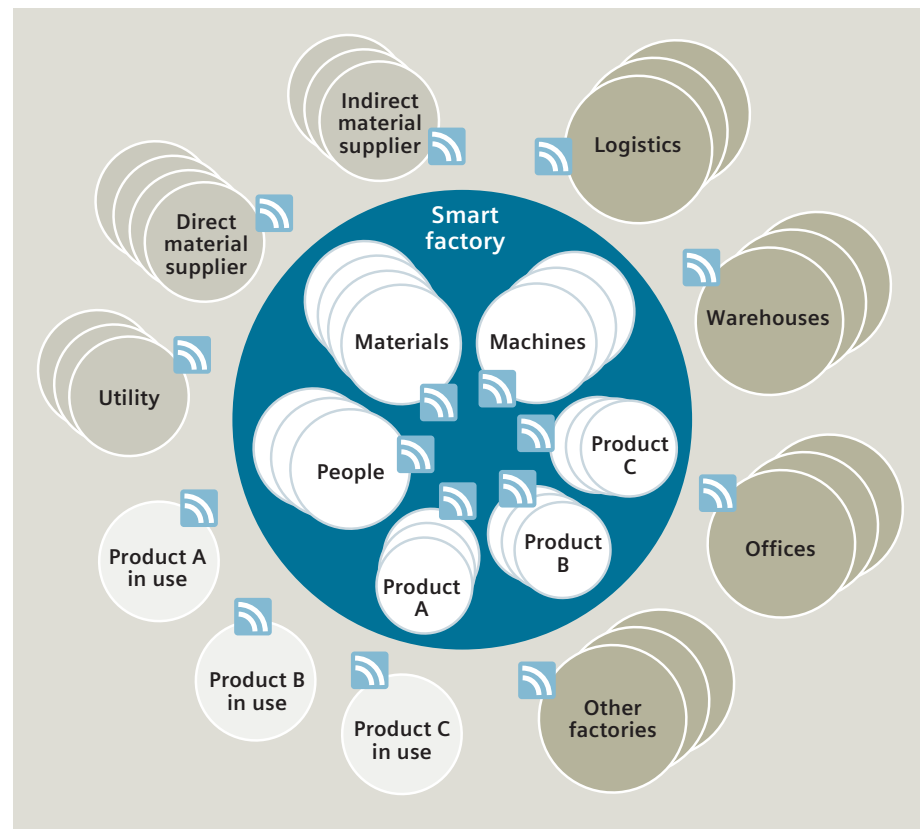 Indirect
material
supplier
Logistics
Direct
material
supplier
Smart
factory
Materials
Machines
Warehouses
Utility
People
Product
C
Product A
in use
Product
B
Offices
Product
A
Product B
in use
Product C
in use
Other
factories